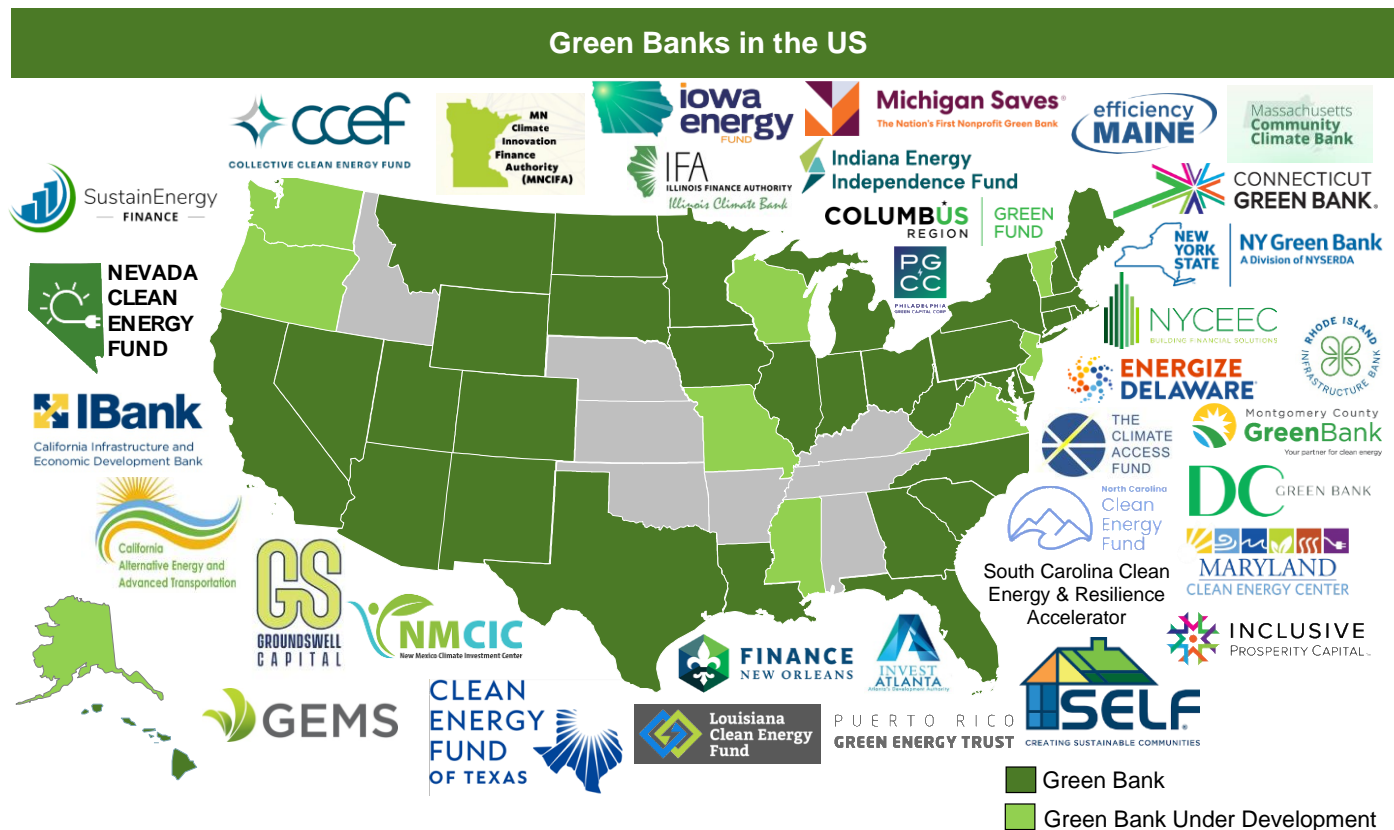 Green Banks in the US
ccef
COLLECTIVE CLEAN ENERGY FUND
MN
Climate
Innovation
Finance
Authority
(MNCIFA)
iowa
energy
FUND
Michigan Saves®
The Nation's First Nonprofit Green Bank
efficiency
MAINE
Massachusetts
Community
Climate Bank
SustainEnergy
FINANCE
IFA
ILLINOIS FINANCE AUTHORITY
Illinois Climate Bank
Indiana Energy
Independence Fund
CONNECTICUT
GREEN BANK®
COLUMBUS
REGION
GREEN
FUND
NEW
YORK
STATE
NY Green Bank
A Division of NYSERDA
PG
CC
PHILADELPHIA
GREEN CAPITAL CORP
NEVADA
CLEAN
ENERGY
FUND
NYCEEC
BUILDING FINANCIAL SOLUTIONS
RHODE ISLAND
INFRASTRUCTURE BANK
ENERGIZE
DELAWARE
IBank
California Infrastructure and
Economic Development Bank
THE
CLIMATE
ACCESS
FUND
Montgomery County
GreenBank
Your partner for clean energy
DC
GREEN BANK
North Carolina
Clean
Energy
Fund
California
Alternative Energy and
Advanced Transportation
MARYLAND
CLEAN ENERGY CENTER
South Carolina Clean
Energy & Resilience
Accelerator
GS
GROUNDSWELL
CAPITAL
NMCIC
New Mexico Climate Investment Center
FINANCE
NEW ORLEANS
INVEST
ATLANTA
Atlanta's Development Authority
INCLUSIVE
PROSPERITY CAPITAL
SELF®
CREATING SUSTAINABLE COMMUNITIES
GEMS
CLEAN
ENERGY
FUND
OF TEXAS
Louisiana
Clean Energy
Fund
PUERTO RICO
GREEN ENERGY TRUST
Green Bank
Green Bank Under Development